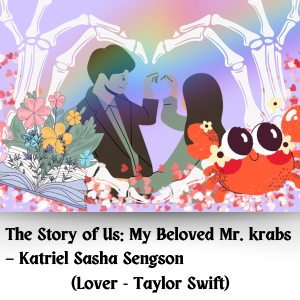 The Story of Us: My Beloved Mr. krabs
– Katriel Sasha Sengson
(Lover - Taylor Swift)